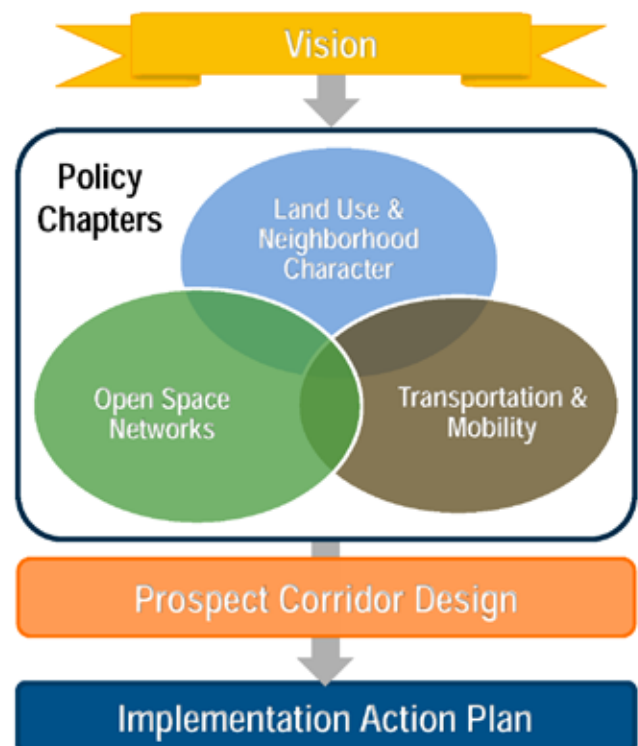 Vision
Policy
Chapters
Land Use &
Neighborhood
Character
Open Space
Networks
Transportation &
Mobility
Prospect Corridor Design
Implementation Action Plan